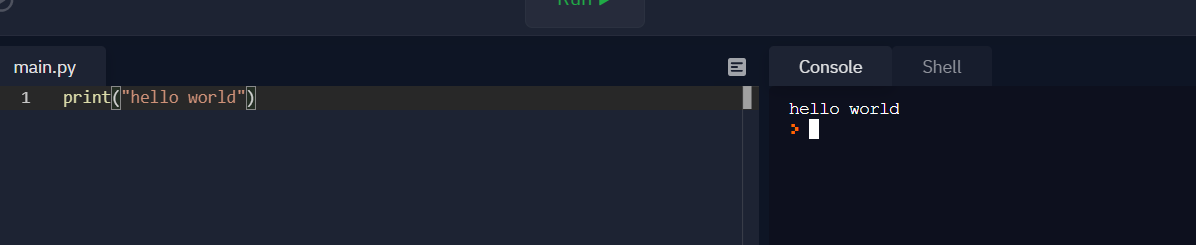 Run
main.py
Console
Shell
1 print("hello world")
hello world
>